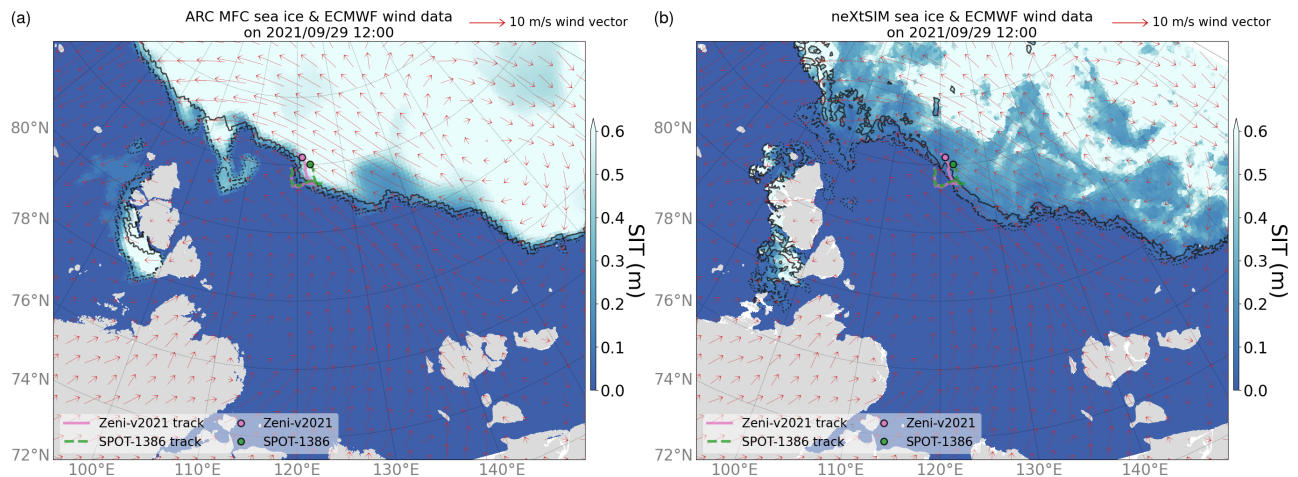 (a)
ARC MFC sea ice & ECMWF wind data
on 2021/09/29 12:00
10 m/s wind vector
80°N
78°N
76°N
74°N
72°N
100°E
110°E
120°E
130°E
140°E
0.6
0.5
0.4
0.3
0.2
0.1
0.0
SIT (m)
Zeni-v2021 track
SPOT-1386 track
Zeni-v2021
SPOT-1386
(b)
neXtSIM sea ice & ECMWF wind data
on 2021/09/29 12:00
10 m/s wind vector
80°N
78°N
76°N
74°N
72°N
100°E
110°E
120°E
130°E
140°E
0.6
0.5
0.4
0.3
0.2
0.1
0.0
SIT (m)
Zeni-v2021 track
SPOT-1386 track
Zeni-v2021
SPOT-1386